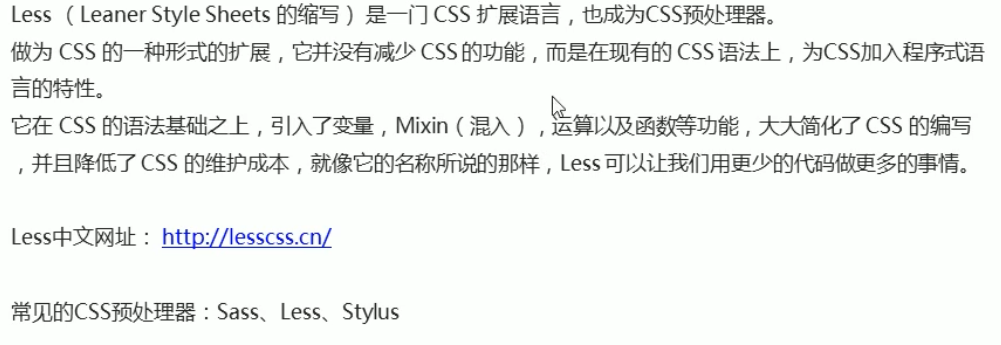 Less （ Leaner Style Sheets 的缩写 ） 是一门 CSS 扩展语言，也成为CSS预处理器。
做为 CSS 的一种形式的扩展，它并没有减少 CSS 的功能，而是在现有的 CSS 语法上，为CSS加入程序式语
言的特性。
它在 CSS 的语法基础之上，引入了变量，Mixin（混入），运算以及函数等功能，大大简化了 CSS 的编写
，并且降低了 CSS 的维护成本，就像它的名称所说的那样，Less 可以让我们用更少的代码做更多的事情。
Less中文网址： http://lesscss.cn/
常见的CSS预处理器：Sass、Less、Stylus